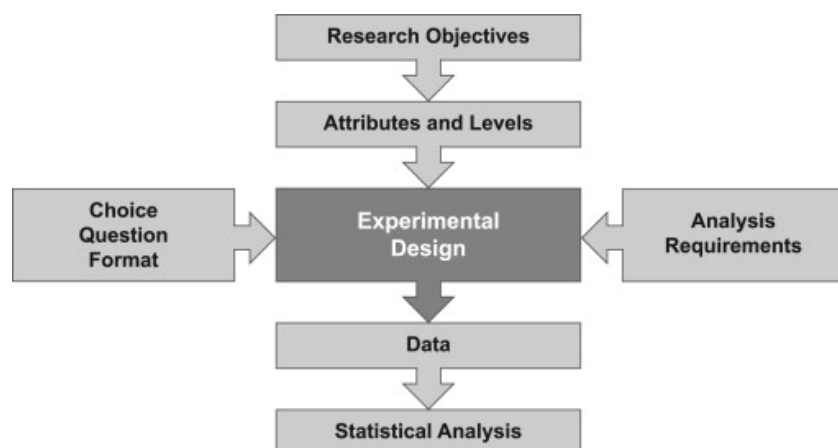 Research Objectives
Attributes and Levels
Choice
Question
Format
Experimental
Design
Analysis
Requirements
Data
Statistical Analysis